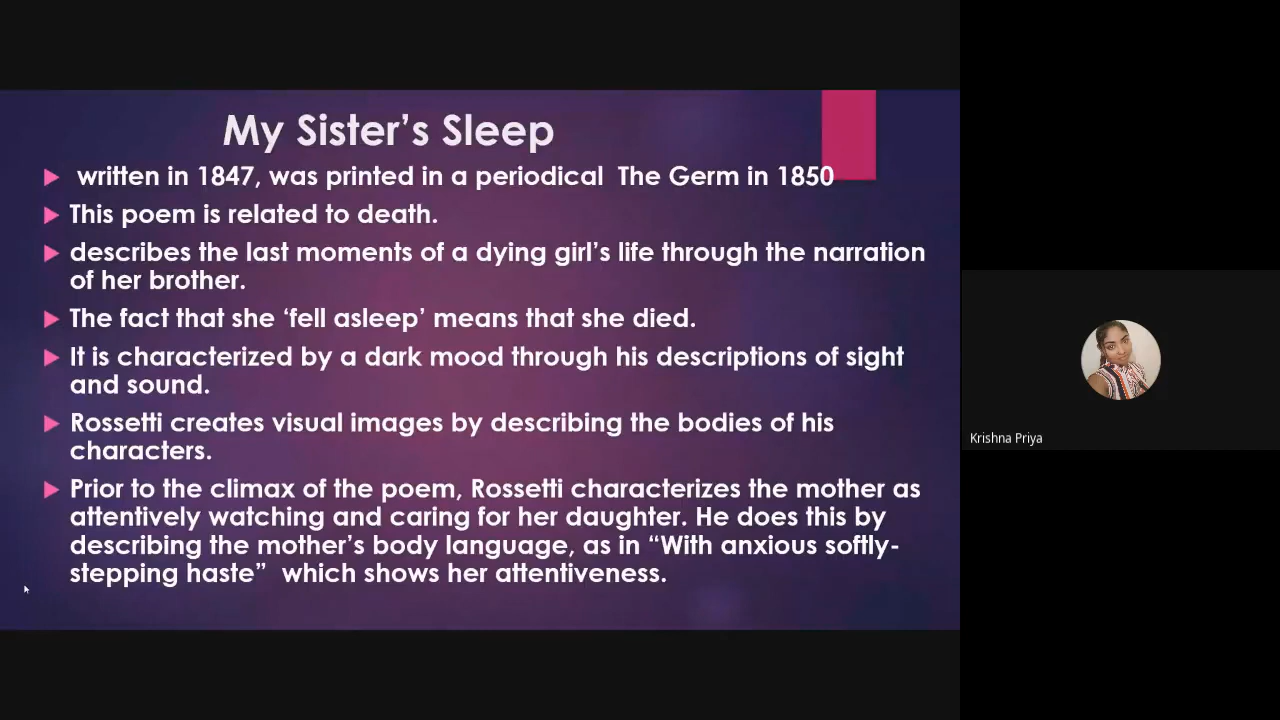 My Sister’s Sleep
written in 1847, was printed in a periodical  The Germ in 1850
This poem is related to death.
describes the last moments of a dying girl’s life through the narration
of her brother.
The fact that she ‘fell asleep’ means that she died.
It is characterized by a dark mood through his descriptions of sight
and sound.
Rossetti creates visual images by describing the bodies of his
characters.
Prior to the climax of the poem, Rossetti characterizes the mother as
attentively watching and caring for her daughter. He does this by
describing the mother’s body language, as in “With anxious softly-
stepping haste”  which shows her attentiveness.
Krishna Priya